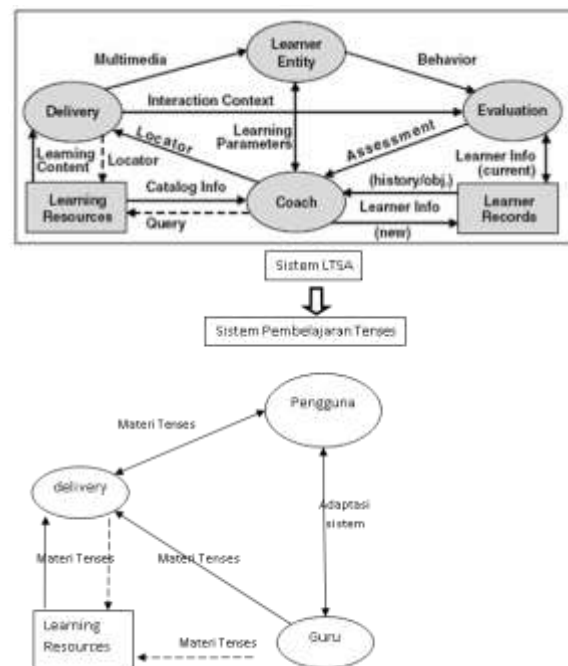 Learner
Entity
Multimedia
Behavior
Delivery
Interaction Context
Evaluation
Locator
Learning
Parameters
Assessment
Learning
Content
Locator
Learner Info
(current)
Learning
Resources
Catalog Info
Query
Coach
(history/obj.)
Learner Info
(new)
Learner
Records
Sistem LTSA
Sistem Pembelajaran Tenses
Pengguna
Materi Tenses
delivery
Adaptasi
sistem
Materi Tenses
Materi Tenses
Learning
Resources
Materi Tenses
Guru